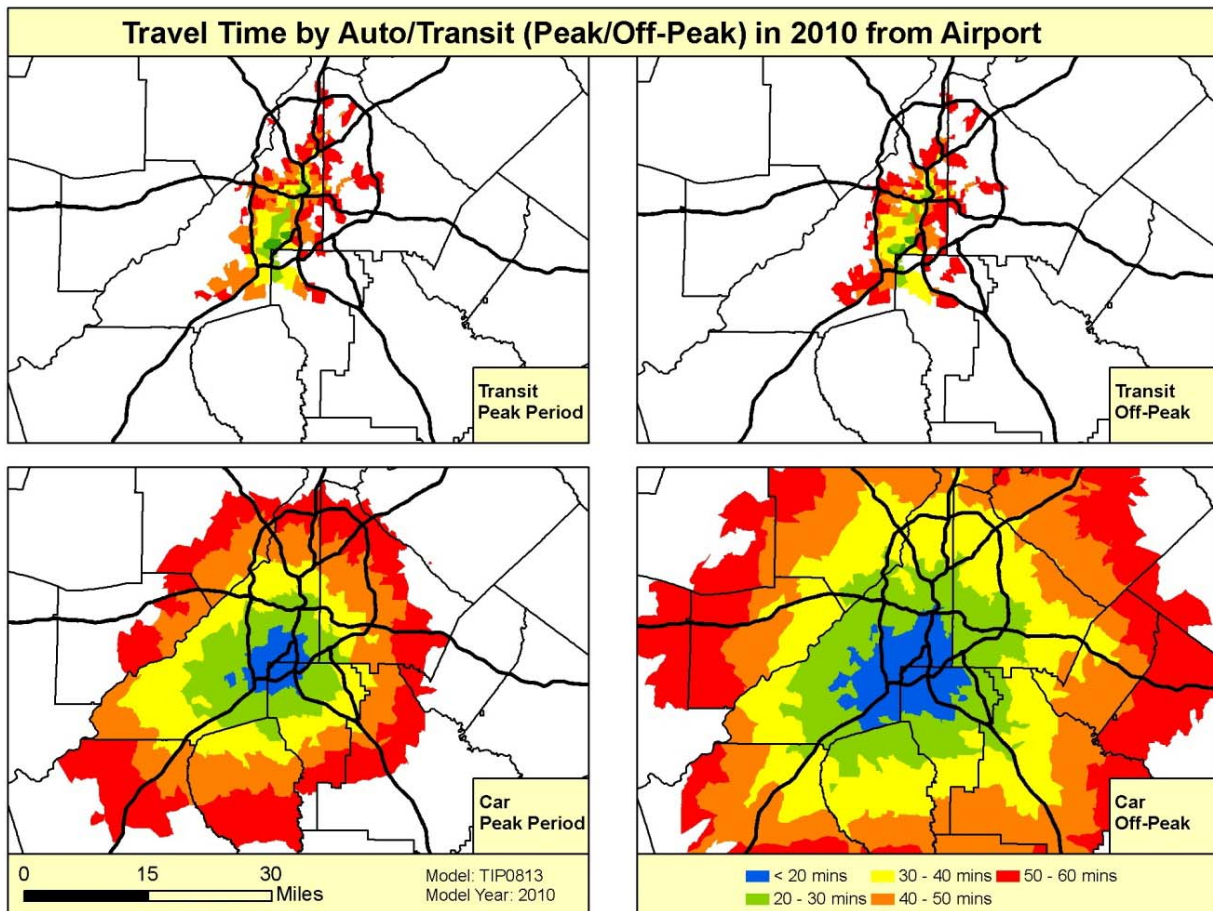 Travel Time by Auto/Transit (Peak/Off-Peak) in 2010 from Airport
Transit
Peak Period
Transit
Off-Peak
Car
Peak Period
Car
Off-Peak
0 15 30
Miles
Model: TIP0813
Model Year: 2010
< 20 mins 30 - 40 mins 50 - 60 mins
20 - 30 mins 40 - 50 mins